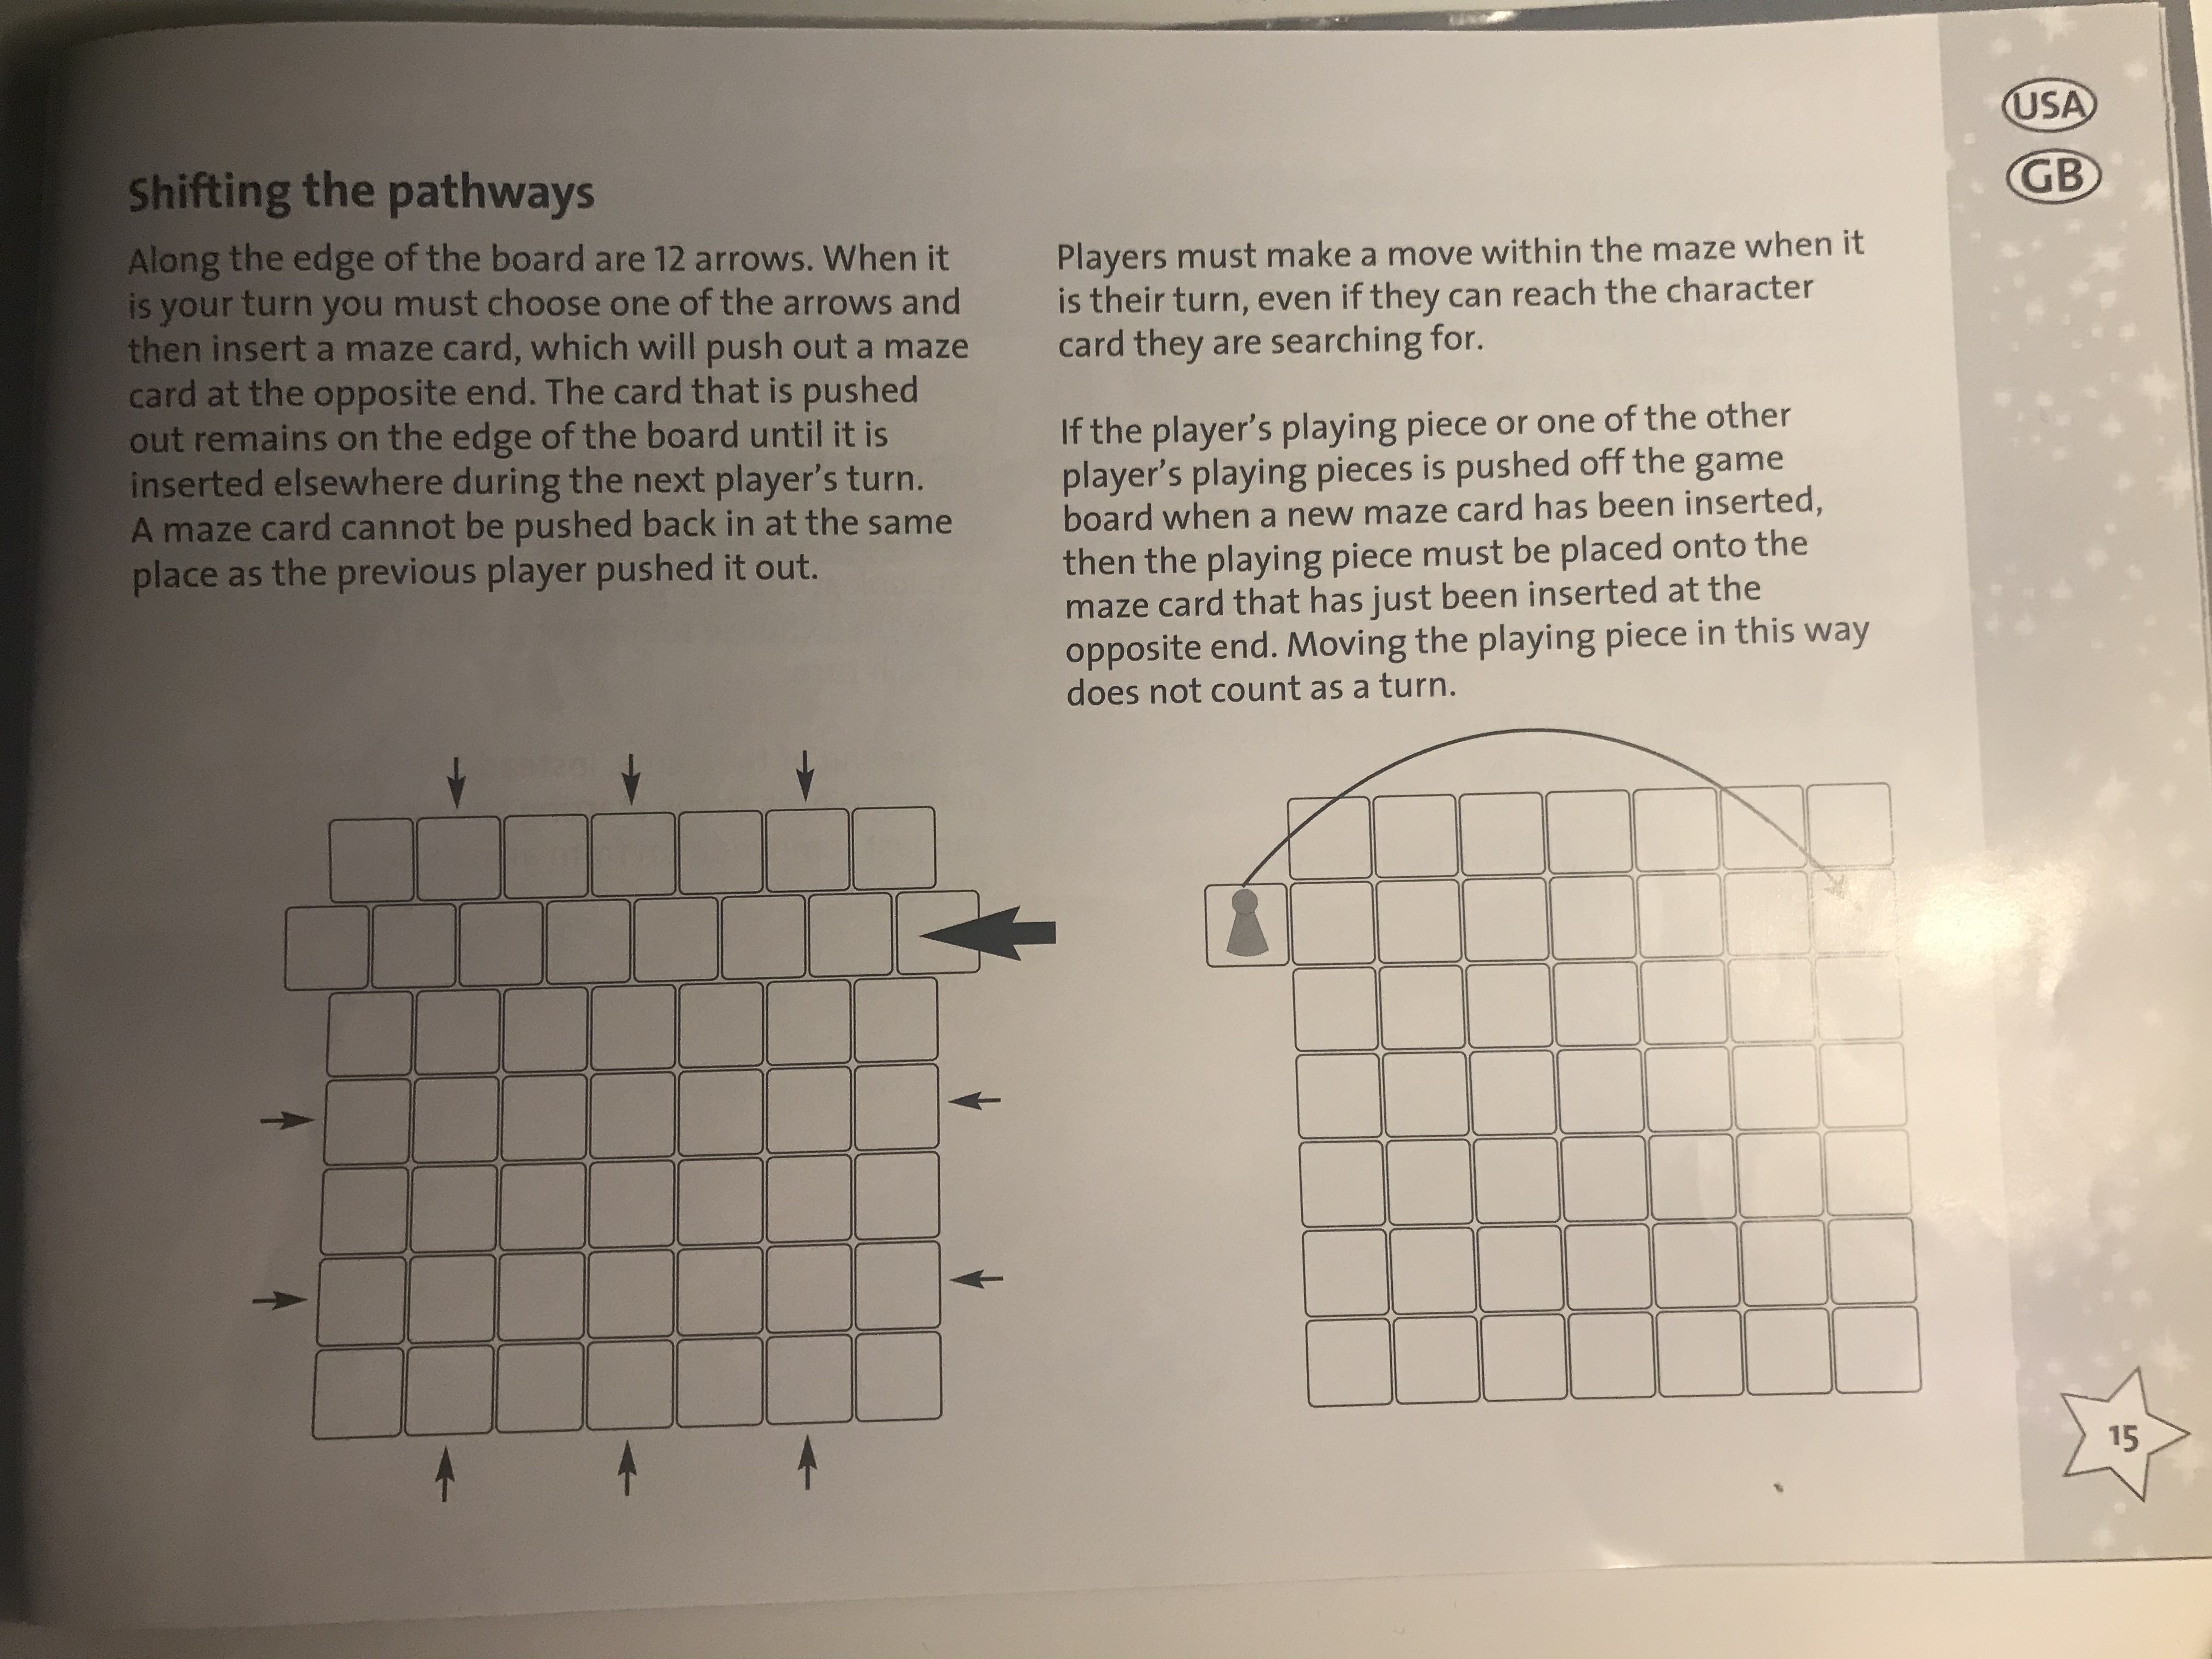 USA
GB
Shifting the pathways
Along the edge of the board are 12 arrows. When it
is your turn you must choose one of the arrows and
then insert a maze card, which will push out a maze
card at the opposite end. The card that is pushed
out remains on the edge of the board until it is
inserted elsewhere during the next player's turn.
A maze card cannot be pushed back in at the same
place as the previous player pushed it out.
Players must make a move within the maze when it
is their turn, even if they can reach the character
card they are searching for.
If the player's playing piece or one of the other
player's playing pieces is pushed off the game
board when a new maze card has been inserted,
then the playing piece must be placed onto the
maze card that has just been inserted at the
opposite end. Moving the playing piece in this way
does not count as a turn.
15